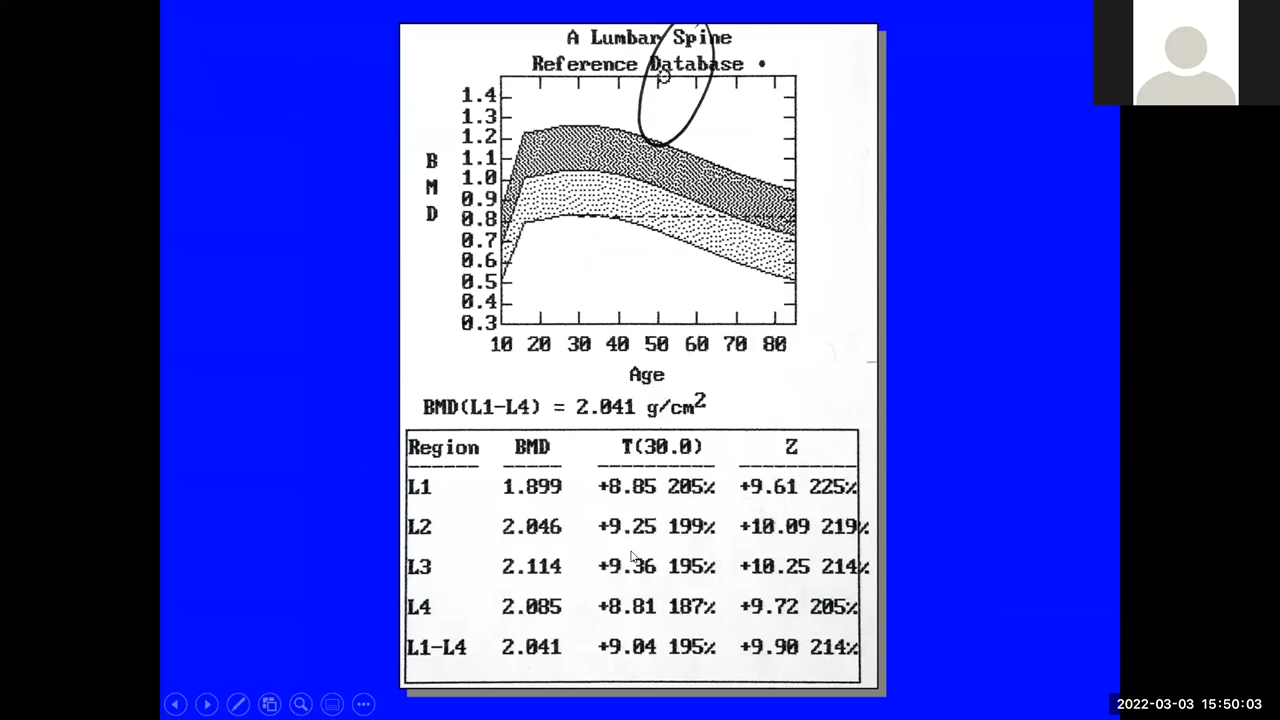 A Lumbar Spine
Reference Database •
1.4
1.3
1.2
1.1
1.0
0.9
0.8
0.7
0.6
0.5
0.4
0.3
B
M
D
10 20 30 40 50 60 70 80
Age
BMD(L1-L4) = 2.041 g/cm²
Region BMD T(30.0) Z
L1 1.899 +8.85 205% +9.61 225%
L2 2.046 +9.25 199% +10.09 219%
L3 2.114 +9.36 195% +10.25 214%
L4 2.085 +8.81 187% +9.72 205%
L1-L4 2.041 +9.04 195% +9.90 214%
2022-03-03 15:50:03